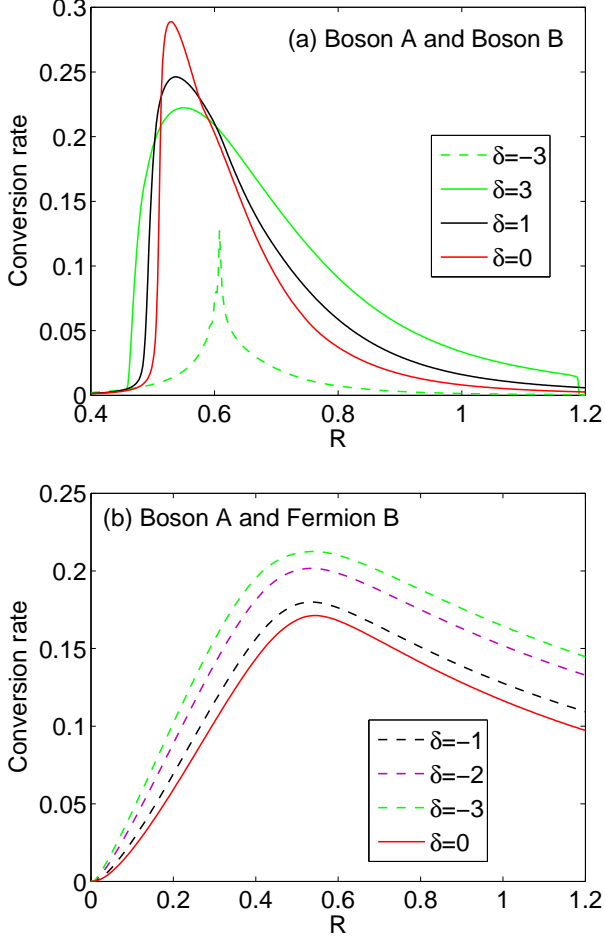 0.3
(a) Boson A and Boson B
0.25
0.2
0.15
0.1
0.05
0
Conversion rate
δ=−3
δ=3
δ=1
δ=0
0.4 0.6 0.8 1 1.2
R
0.25
(b) Boson A and Fermion B
0.2
0.15
0.1
0.05
0
Conversion rate
δ=−1
δ=−2
δ=−3
δ=0
0 0.2 0.4 0.6 0.8 1 1.2
R